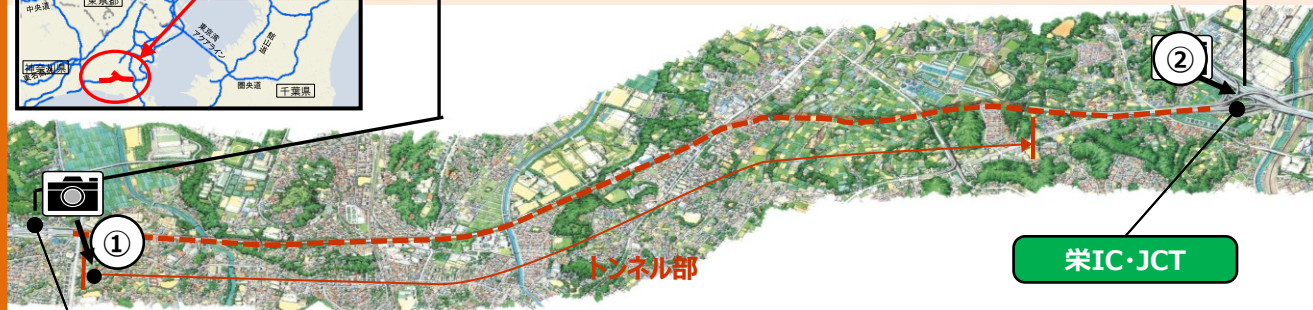 中央道
東京都
東京湾
アクアライン
館山道
神奈川県
圏央道
千葉県
②
①
トンネル部
栄IC・JCT